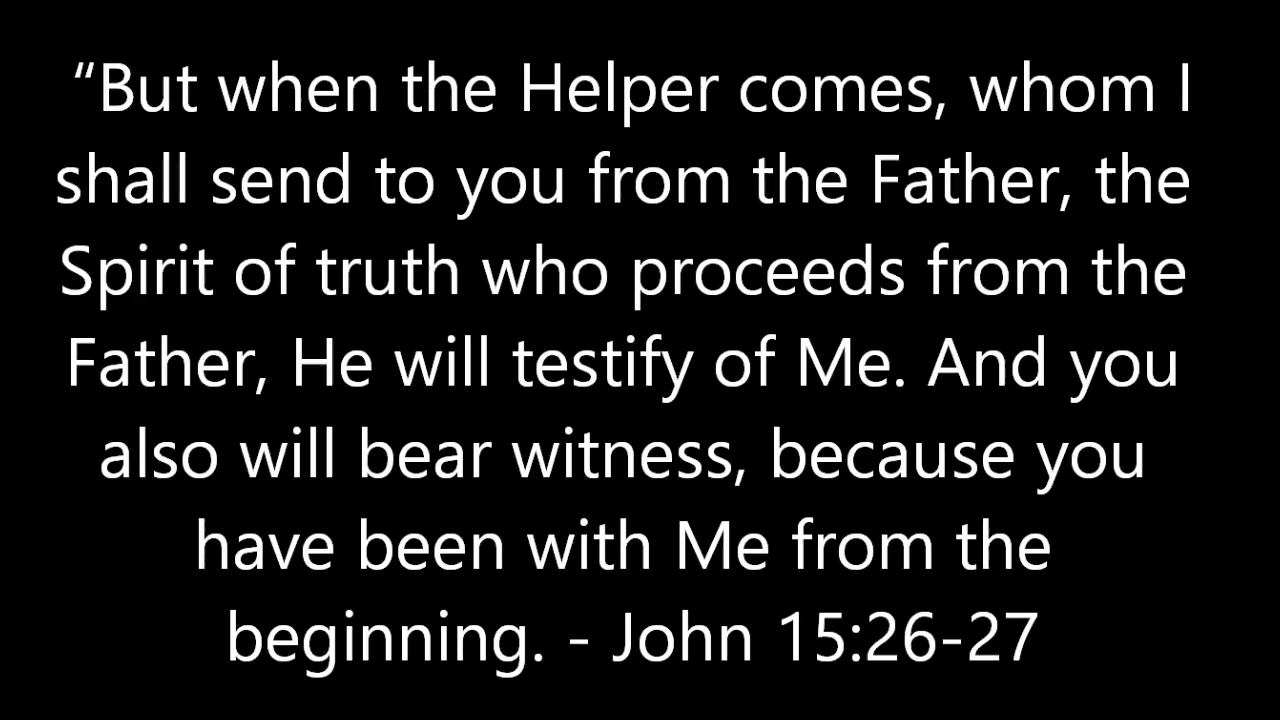 “But when the Helper comes, whom I
shall send to you from the Father, the
Spirit of truth who proceeds from the
Father, He will testify of Me. And you
also will bear witness, because you
have been with Me from the
beginning. - John 15:26-27